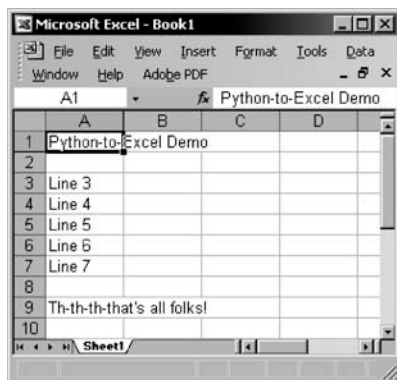 Microsoft Excel - Book1
File Edit View Insert Format Tools Data
Window Help Adobe PDF
A1 fx Python-to-Excel Demo
A B C D
1 Python-to-Excel Demo
2
3 Line 3
4 Line 4
5 Line 5
6 Line 6
7 Line 7
8
9 Th-th-th-that's all folks!
10
Sheet1